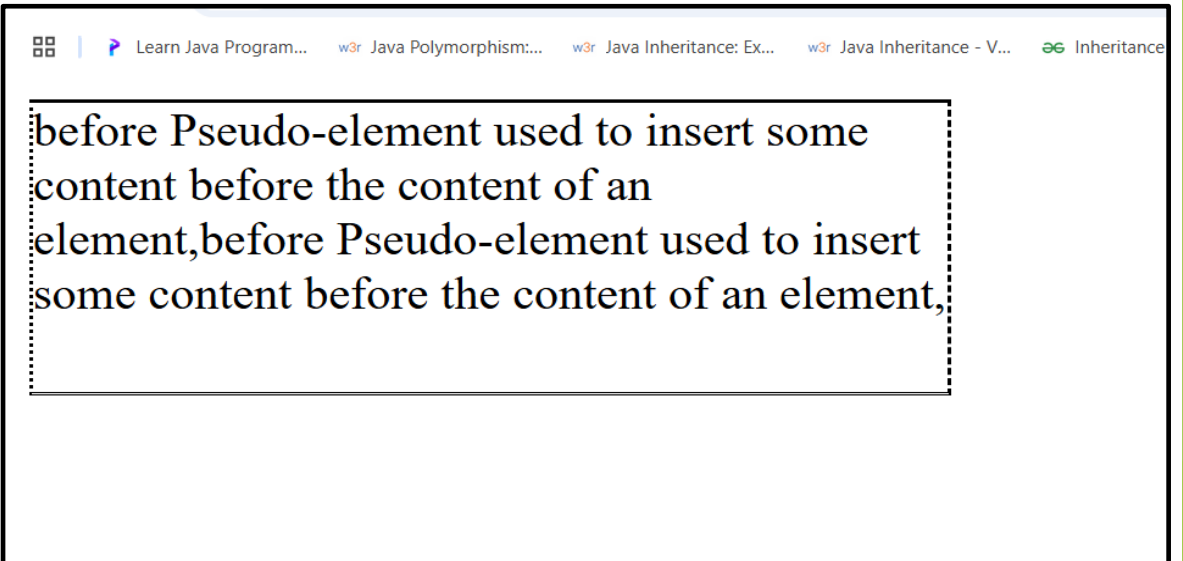 Learn Java Program... w3r Java Polymorphism:... w3r Java Inheritance: Ex... w3r Java Inheritance - V... Inheritance
before Pseudo-element used to insert some
content before the content of an
element,before Pseudo-element used to insert
some content before the content of an element,